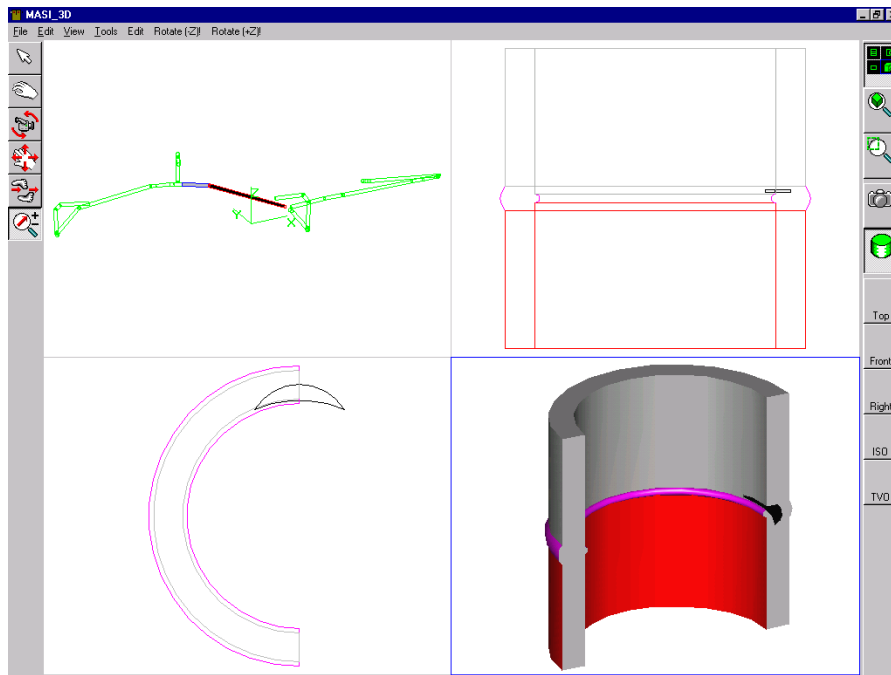 MASI_3D
File Edit View Tools Edit Rotate (-Z)! Rotate (+Z)!
Z
Y
X
Top
Front
Right
ISO
TVO